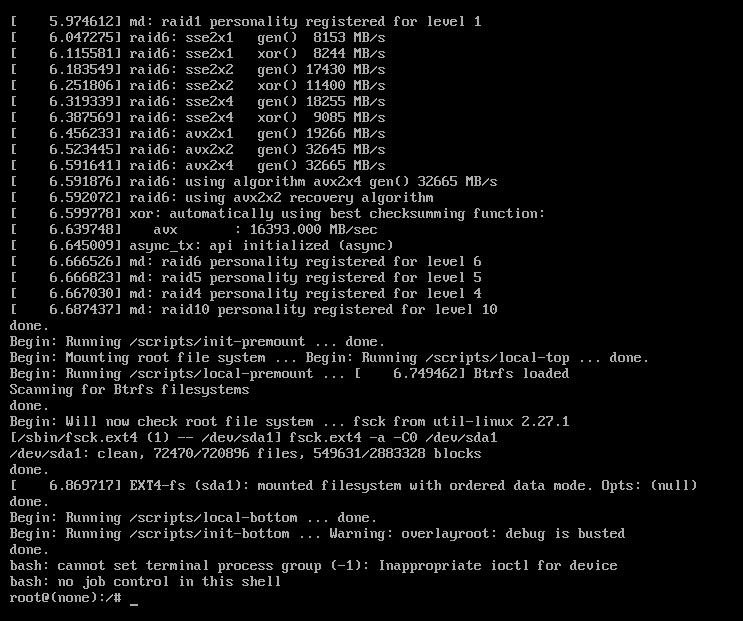 [    5.974612] md: raid1 personality registered for level 1
[    6.047275] raid6: sse2x1   gen()  8153 MB/s
[    6.115581] raid6: sse2x1   xor()  8244 MB/s
[    6.183549] raid6: sse2x2   gen() 17430 MB/s
[    6.251806] raid6: sse2x2   xor() 11400 MB/s
[    6.319339] raid6: sse2x4   gen() 18255 MB/s
[    6.387569] raid6: sse2x4   xor()  9085 MB/s
[    6.456233] raid6: avx2x1   gen() 19266 MB/s
[    6.523445] raid6: avx2x2   gen() 32645 MB/s
[    6.591641] raid6: avx2x4   gen() 32665 MB/s
[    6.591876] raid6: using algorithm avx2x4 gen() 32665 MB/s
[    6.592072] raid6: using avx2x2 recovery algorithm
[    6.599778] xor: automatically using best checksumming function:
[    6.639748]    avx       : 16393.000 MB/sec
[    6.645009] async_tx: api initialized (async)
[    6.666526] md: raid6 personality registered for level 6
[    6.666823] md: raid5 personality registered for level 5
[    6.667030] md: raid4 personality registered for level 4
[    6.687437] md: raid10 personality registered for level 10
done.
Begin: Running /scripts/init-premount ... done.
Begin: Mounting root file system ... Begin: Running /scripts/local-top ... done.
Begin: Running /scripts/local-premount ... [    6.749462] Btrfs loaded
Scanning for Btrfs filesystems
done.
Begin: Will now check root file system ... fsck from util-linux 2.27.1
[/sbin/fsck.ext4 (1) -- /dev/sda1] fsck.ext4 -a -C0 /dev/sda1
/dev/sda1: clean, 72470/720896 files, 549631/2883328 blocks
done.
[    6.869717] EXT4-fs (sda1): mounted filesystem with ordered data mode. Opts: (null)
done.
Begin: Running /scripts/local-bottom ... done.
Begin: Running /scripts/init-bottom ... Warning: overlayroot: debug is busted
done.
bash: cannot set terminal process group (-1): Inappropriate ioctl for device
bash: no job control in this shell
root@(none):/# _